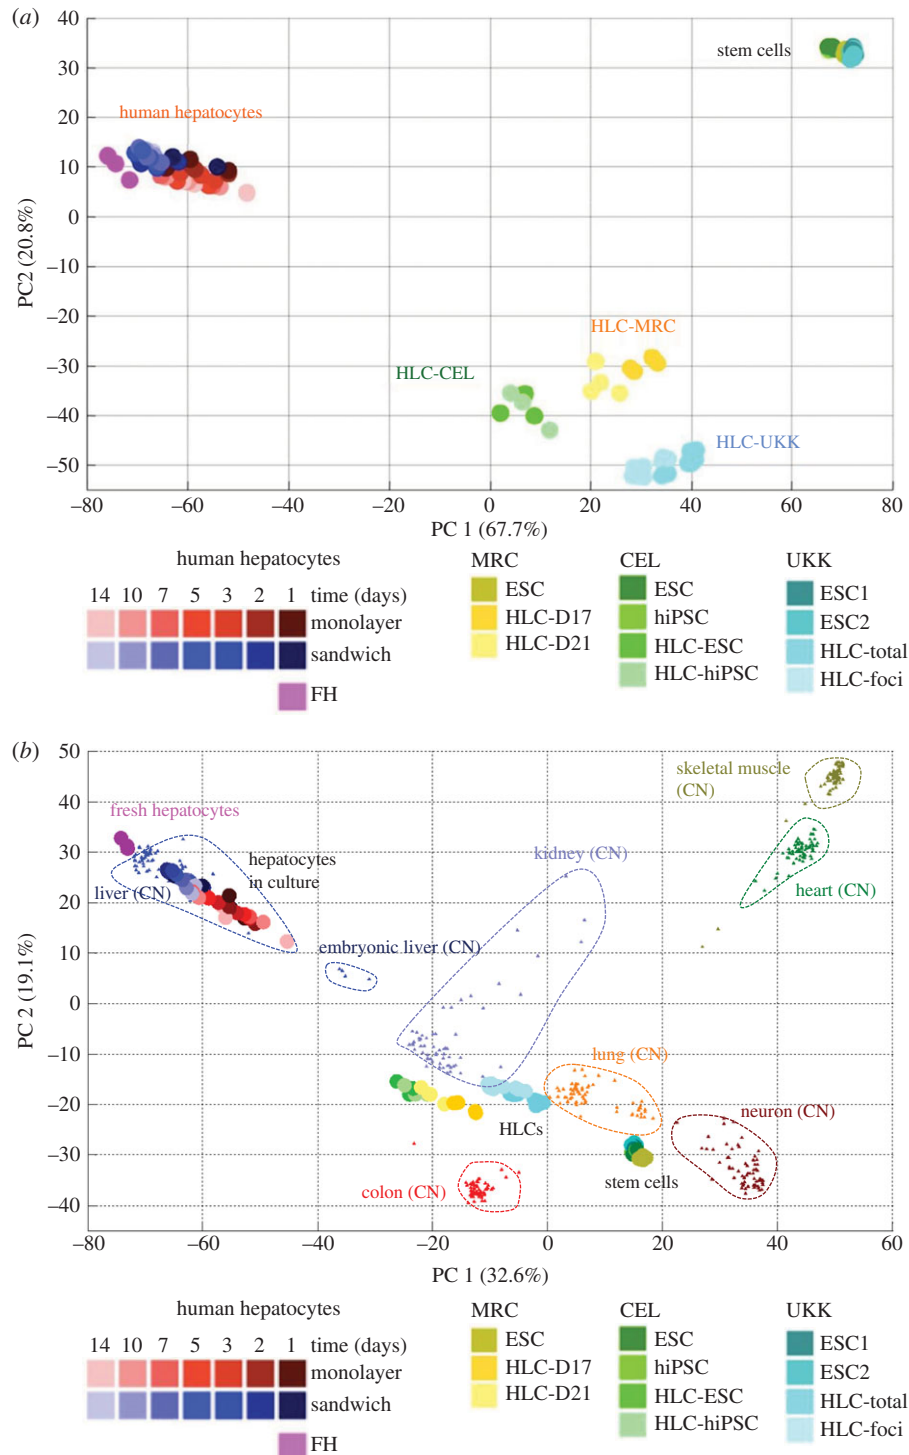 (a)
40
30
20
10
0
−10
−20
−30
−40
−50
PC2 (20.8%)
stem cells
human hepatocytes
HLC-MRC
HLC-CEL
HLC-UKK
−80 −60 −40 −20 0 20 40 60 80
PC 1 (67.7%)
human hepatocytes
14 10 7 5 3 2 1 time (days)
monolayer
sandwich
FH
MRC
ESC
HLC-D17
HLC-D21
CEL
ESC
hiPSC
HLC-ESC
HLC-hiPSC
UKK
ESC1
ESC2
HLC-total
HLC-foci
(b)
50
40
30
20
10
0
−10
−20
−30
−40
PC 2 (19.1%)
skeletal muscle
(CN)
fresh hepatocytes
hepatocytes
in culture
kidney (CN)
liver (CN)
heart (CN)
embryonic liver (CN)
lung (CN)
neuron (CN)
HLCs
stem cells
colon (CN)
−80 −60 −40 −20 0 20 40 60
PC 1 (32.6%)
human hepatocytes
14 10 7 5 3 2 1 time (days)
monolayer
sandwich
FH
MRC
ESC
HLC-D17
HLC-D21
CEL
ESC
hiPSC
HLC-ESC
HLC-hiPSC
UKK
ESC1
ESC2
HLC-total
HLC-foci